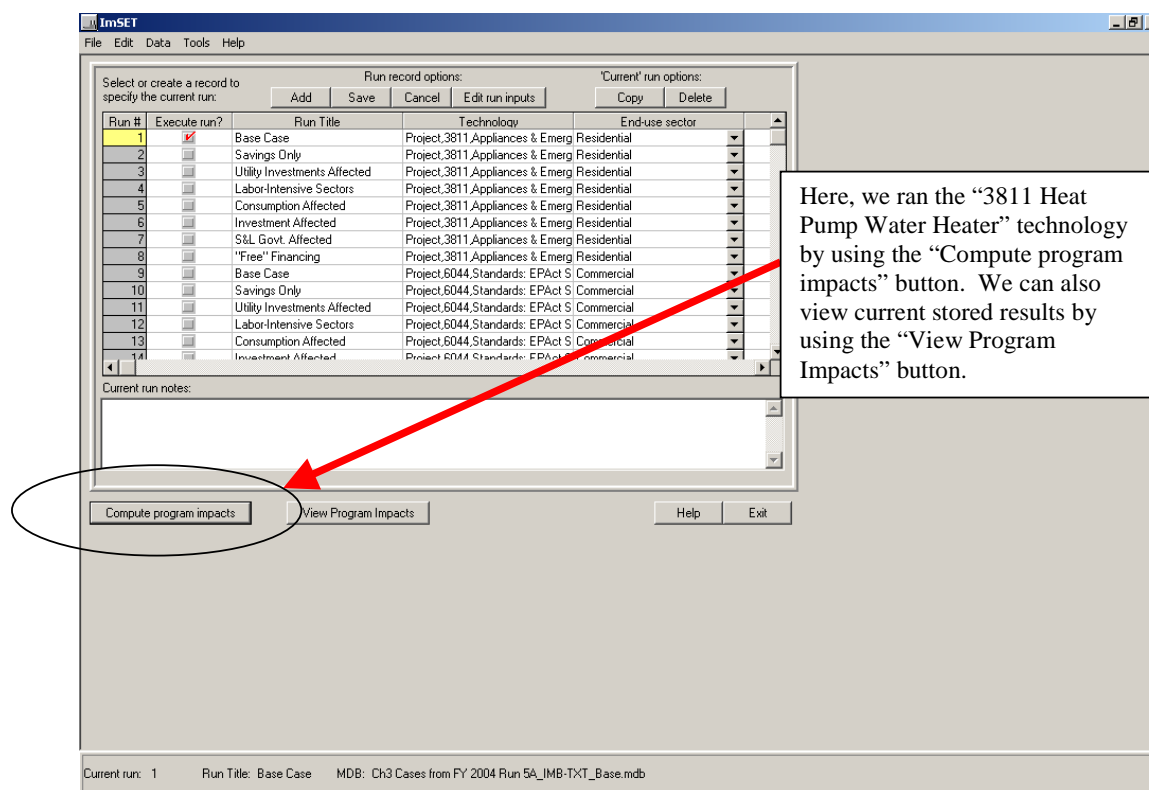 ImSET
File Edit Data Tools Help
Select or create a record to
specify the current run:
Run record options:
'Current' run options:
Add Save Cancel Edit run inputs Copy Delete
Run # Execute run? Run Title Technology End-use sector
1 Base Case Project,3811,Appliances & Emerg Residential
2 Savings Only Project,3811,Appliances & Emerg Residential
3 Utility Investments Affected Project,3811,Appliances & Emerg Residential
4 Labor-Intensive Sectors Project,3811,Appliances & Emerg Residential
5 Consumption Affected Project,3811,Appliances & Emerg Residential
6 Investment Affected Project,3811,Appliances & Emerg Residential
7 S&L Govt. Affected Project,3811,Appliances & Emerg Residential
8 "Free" Financing Project,3811,Appliances & Emerg Residential
9 Base Case Project,6044,Standards: EPAct S Commercial
10 Savings Only Project,6044,Standards: EPAct S Commercial
11 Utility Investments Affected Project,6044,Standards: EPAct S Commercial
12 Labor-Intensive Sectors Project,6044,Standards: EPAct S Commercial
13 Consumption Affected Project,6044,Standards: EPAct S Commercial
14 Investment Affected Project,6044,Standards: EPAct S Commercial
Current run notes:
Compute program impacts View Program Impacts Help Exit
Here, we ran the “3811 Heat
Pump Water Heater” technology
by using the “Compute program
impacts” button. We can also
view current stored results by
using the “View Program
Impacts” button.
Current run: 1 Run Title: Base Case MDB: Ch3 Cases from FY 2004 Run 5A_IMB-TXT_Base.mdb